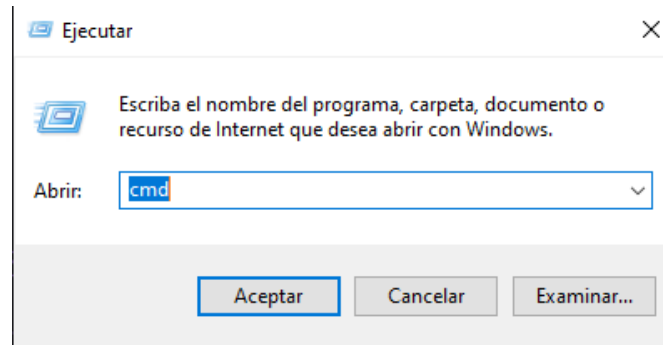 Ejecutar
Escriba el nombre del programa, carpeta, documento o
recurso de Internet que desea abrir con Windows.
Abrir: cmd
Aceptar Cancelar Examinar...